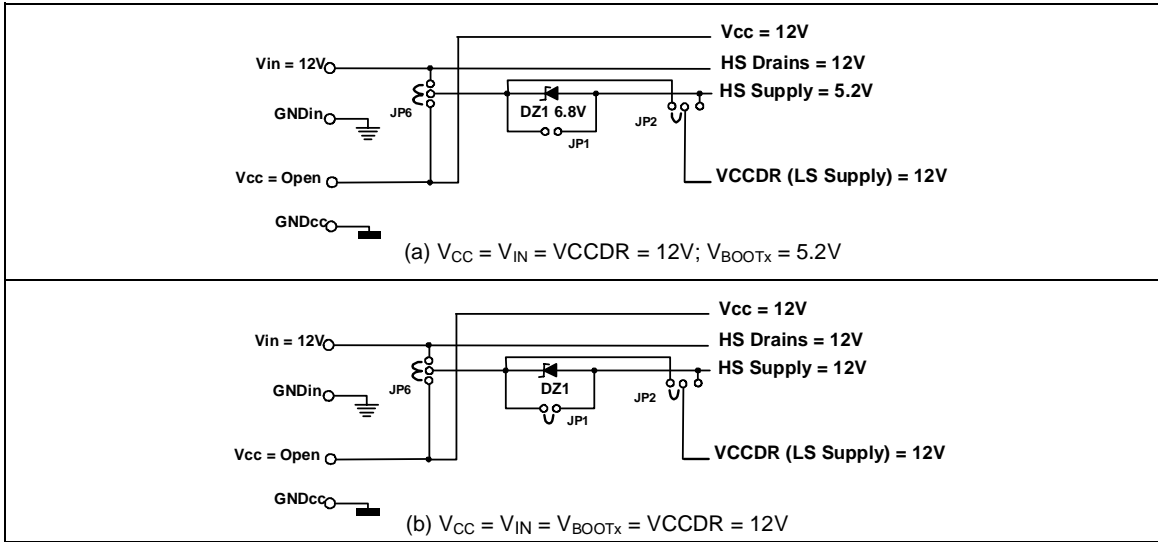 Vcc = 12V
Vin = 12V
HS Drains = 12V
HS Supply = 5.2V
JP6
DZ1 6.8V
JP2
GNDin
JP1
Vcc = Open
VCCDR (LS Supply) = 12V
GNDcc
(a) VCC = VIN = VCCDR = 12V; VBOOTx = 5.2V
Vcc = 12V
Vin = 12V
HS Drains = 12V
HS Supply = 12V
JP6
DZ1
JP2
GNDin
JP1
Vcc = Open
VCCDR (LS Supply) = 12V
GNDcc
(b) VCC = VIN = VBOOTx = VCCDR = 12V